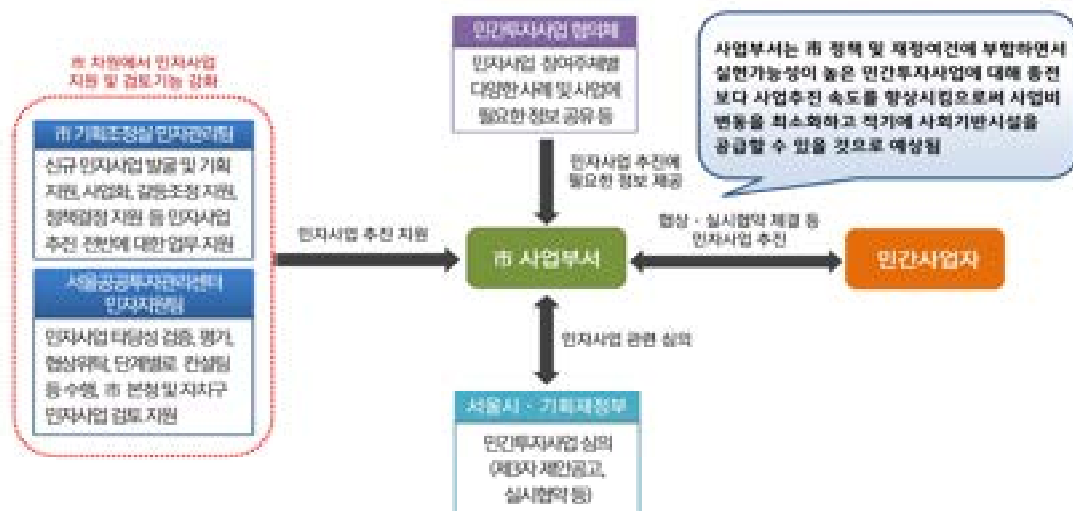 市 차원에서 민자사업
지원 및 검토기능 강화
市 기획조정실 민자관리팀
신규 민자사업 발굴 및 기획
지원, 사업화, 갈등조정 지원,
정책결정 지원 등 민자사업
추진 전반에 대한 업무 지원
서울공공투자관리센터
민자지원팀
민자사업 타당성 검증, 평가,
협상위탁, 단계별로 컨설팅
등 수행, 市 본청 및 자치구
민자사업 검토 지원
민자사업 추진 지원
민간투자사업 협의체
민자사업 참여주체별
다양한 사례 및 사업에
필요한 정보 공유 등
민자사업 추진에
필요한 정보 제공
市 사업부서
민자사업 관련 심의
서울시 · 기획재정부
민간투자사업 심의
(제3자 제안공고,
실시협약 등)
사업부서는 市 정책 및 재정여건에 부합하면서
실현가능성이 높은 민간투자사업에 대해 종전
보다 사업추진 속도를 향상시킴으로써 사업비
변동을 최소화하고 적기에 사회기반시설을
공급할 수 있을 것으로 예상됨
협상 · 실시협약 체결 등
민자사업 추진
민간사업자